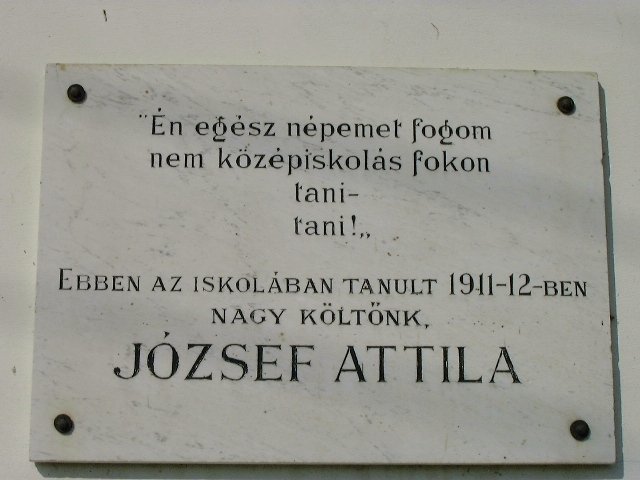 "Én egész népemet fogom
nem középiskolás fokon
tani-
tani!„
EBBEN AZ ISKOLÁBAN TANULT 1911-12-BEN
NAGY KÖLTŐNK,
JÓZSEF ATTILA